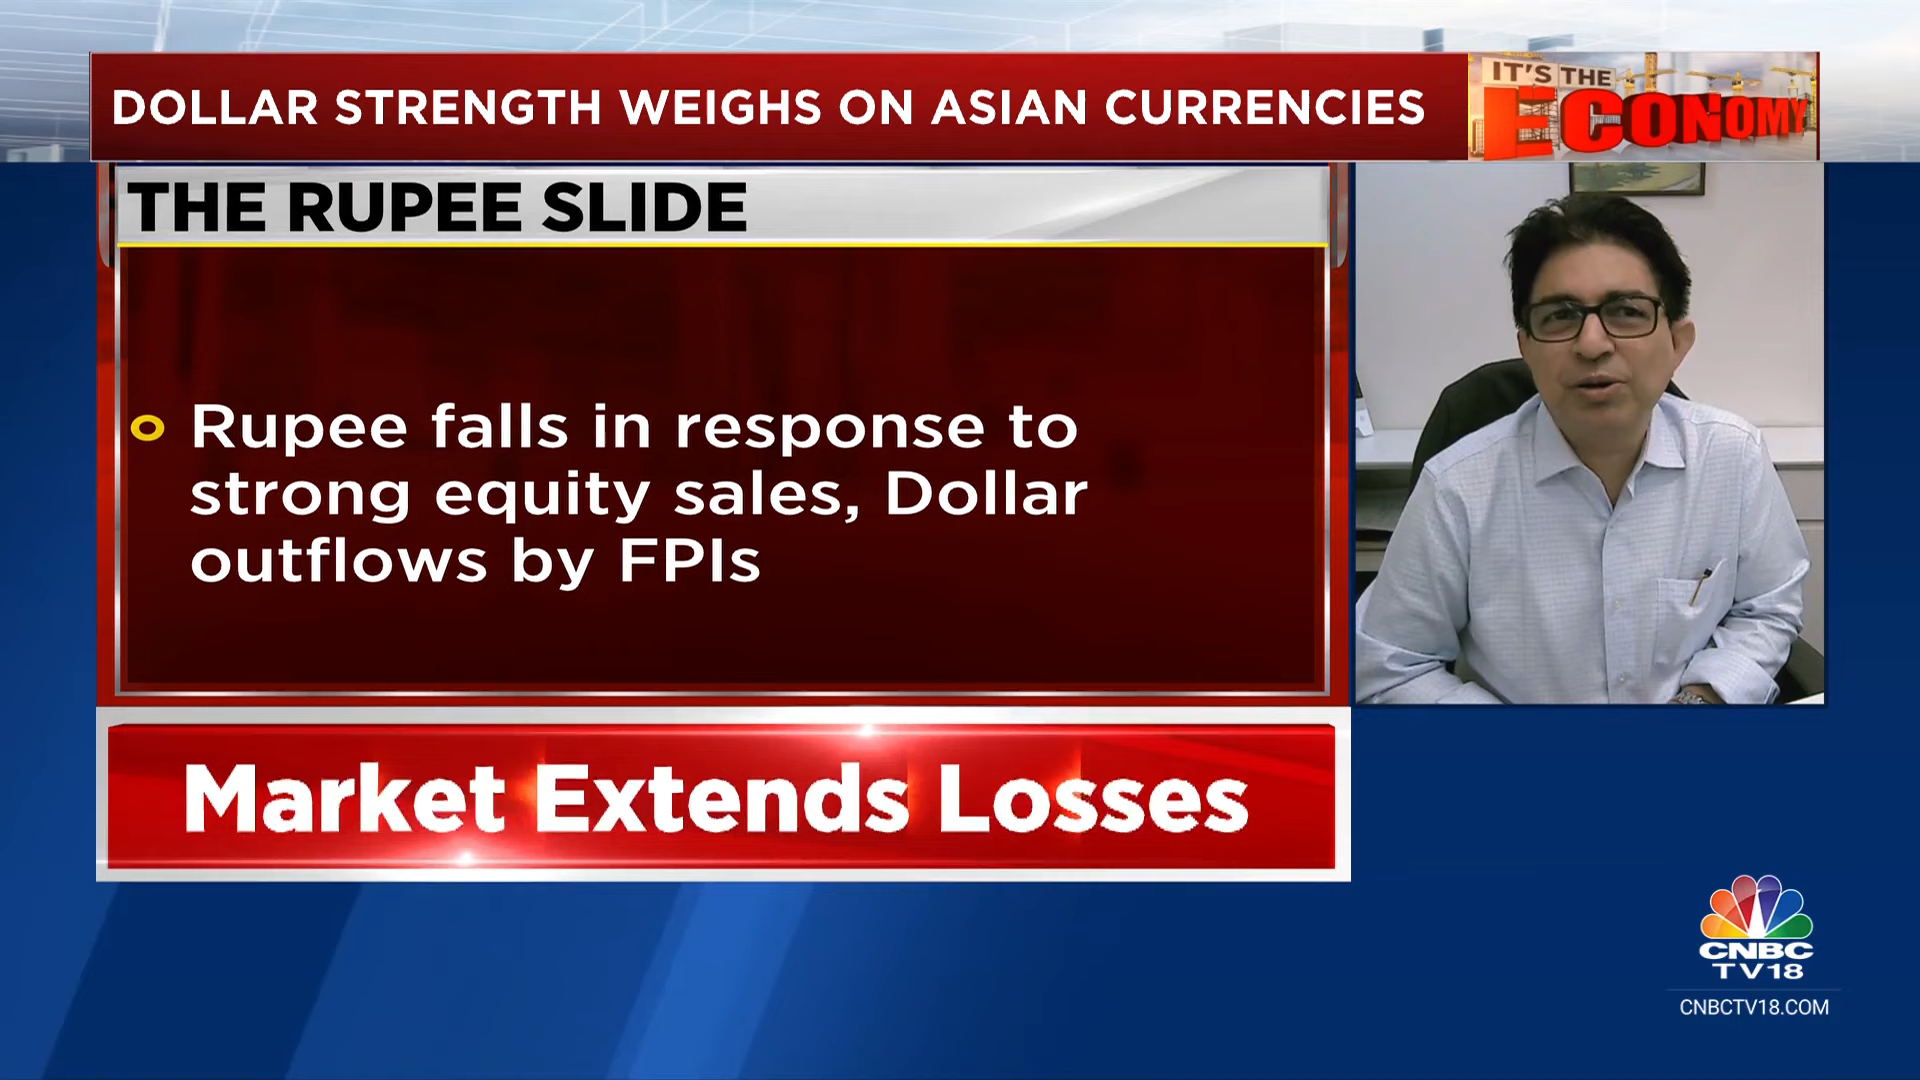 DOLLAR STRENGTH WEIGHS ON ASIAN CURRENCIES
IT'S THE
ECONOMY
THE RUPEE SLIDE
Rupee falls in response to
strong equity sales, Dollar
outflows by FPIs
Market Extends Losses
CNBC
TV18
CNBCTV18.COM